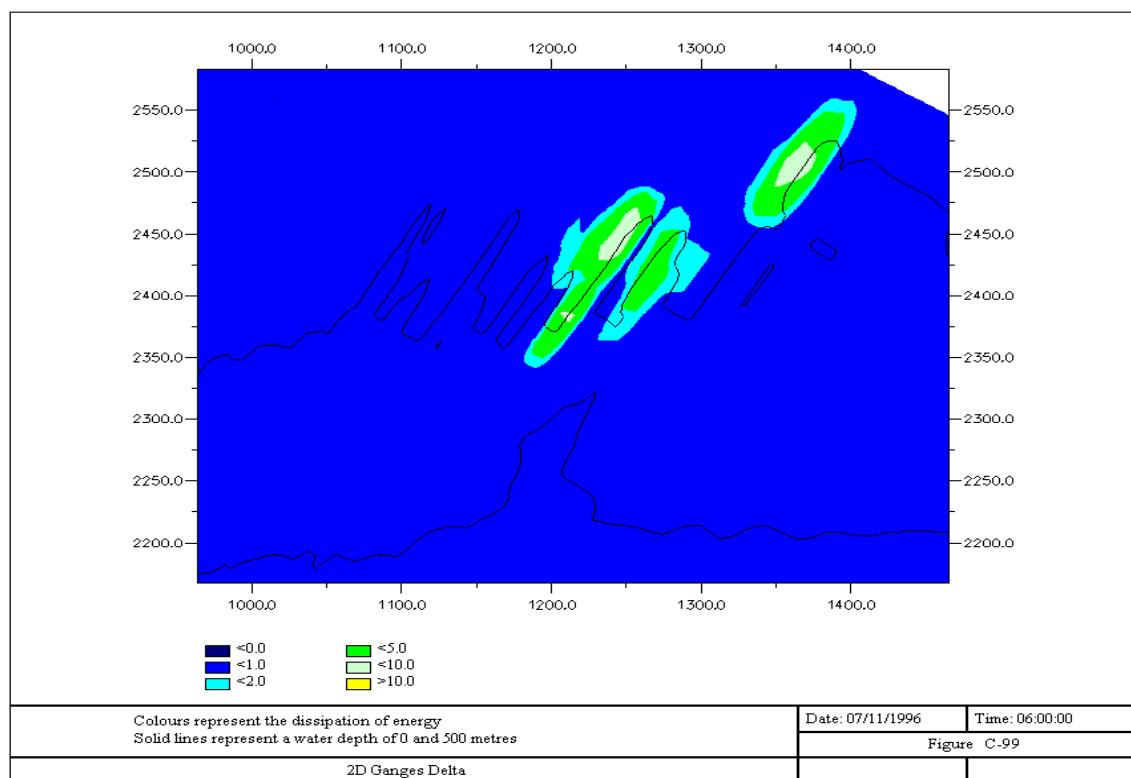 1000.0 1100.0 1200.0 1300.0 1400.0
2550.0 2550.0
2500.0 2500.0
2450.0 2450.0
2400.0 2400.0
2350.0 2350.0
2300.0 2300.0
2250.0 2250.0
2200.0 2200.0
1000.0 1100.0 1200.0 1300.0 1400.0
<0.0 <5.0
<1.0 <10.0
<2.0 >10.0
Colours represent the dissipation of energy
Solid lines represent a water depth of 0 and 500 metres
Date: 07/11/1996 Time: 06:00:00
Figure C-99
2D Ganges Delta